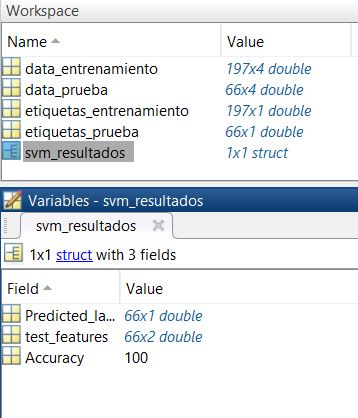 Workspace
Name Value
data_entrenamiento 197x4 double
data_prueba 66x4 double
etiquetas_entrenamiento 197x1 double
etiquetas_prueba 66x1 double
svm_resultados 1x1 struct
Variables - svm_resultados
svm_resultados
1x1 struct with 3 fields
Field Value
Predicted_la... 66x1 double
test_features 66x2 double
Accuracy 100